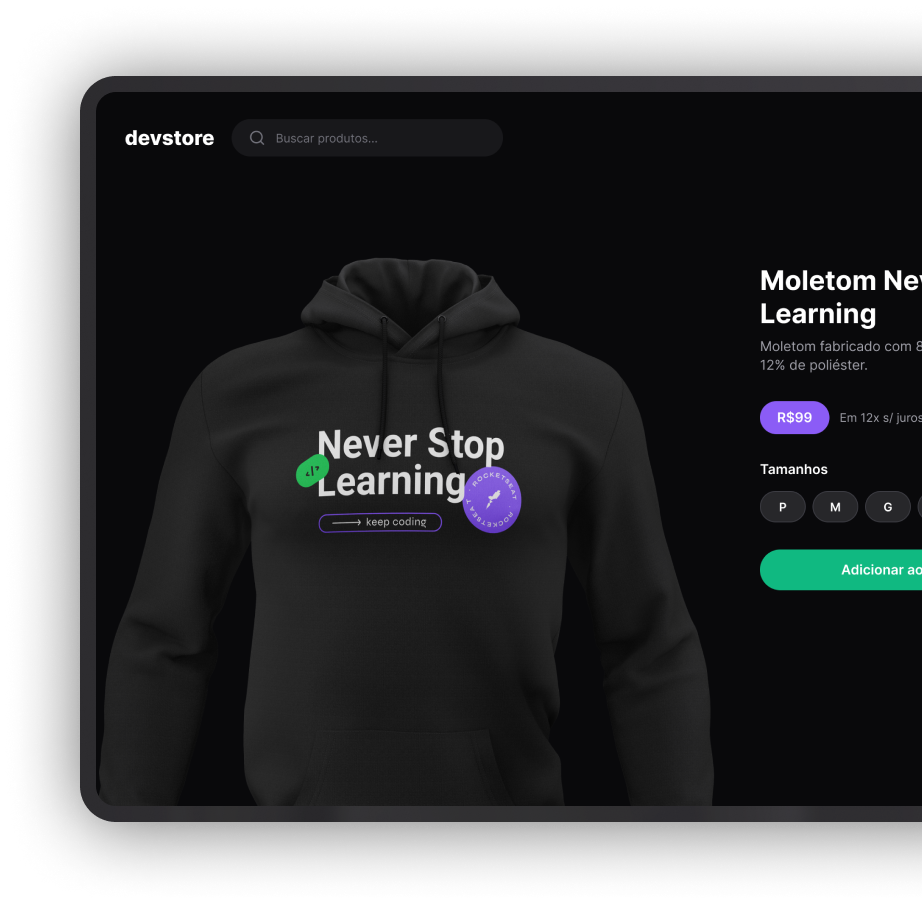 devstore
Buscar produtos...
Never Stop
Learning
keep coding
ROCKETSEAT · ROCKETSEAT ·
Moletom Nev
Learning
Moletom fabricado com 8
12% de poliéster.
R$99
Em 12x s/ juros
Tamanhos
P
M
G
Adicionar ao